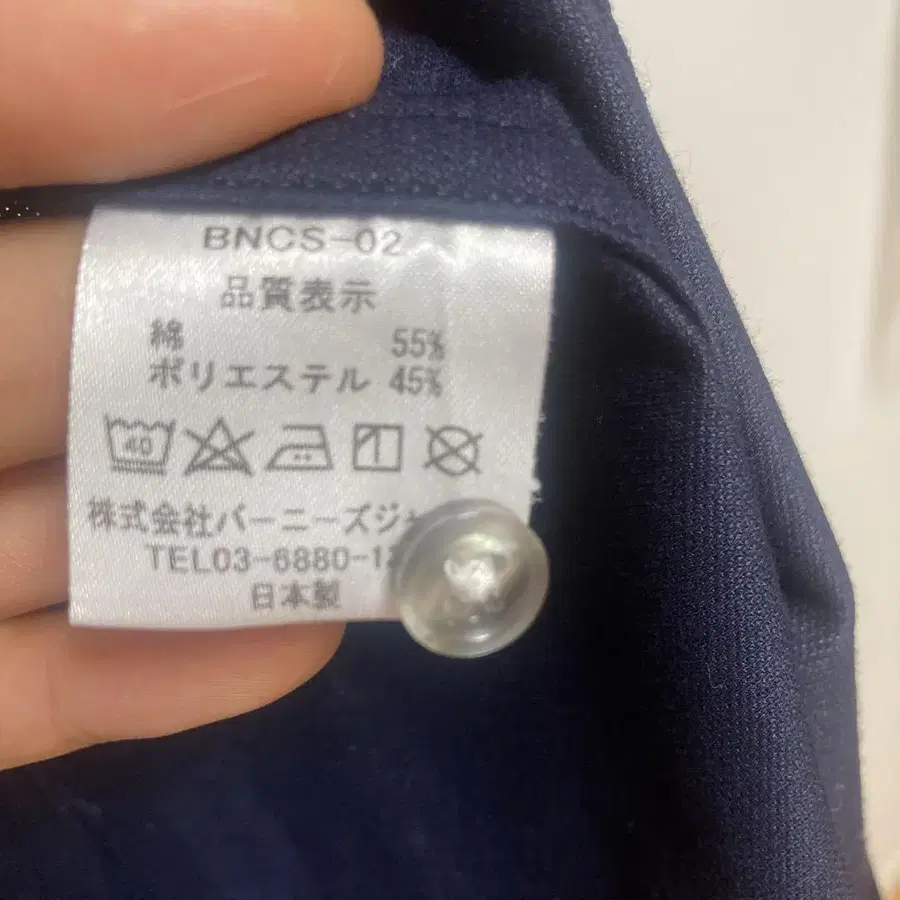 BNCS-02
品質表示
綿 55%
ポリエステル 45%
40
株式会社バーニーズジ
TEL03-6880-1
日本製